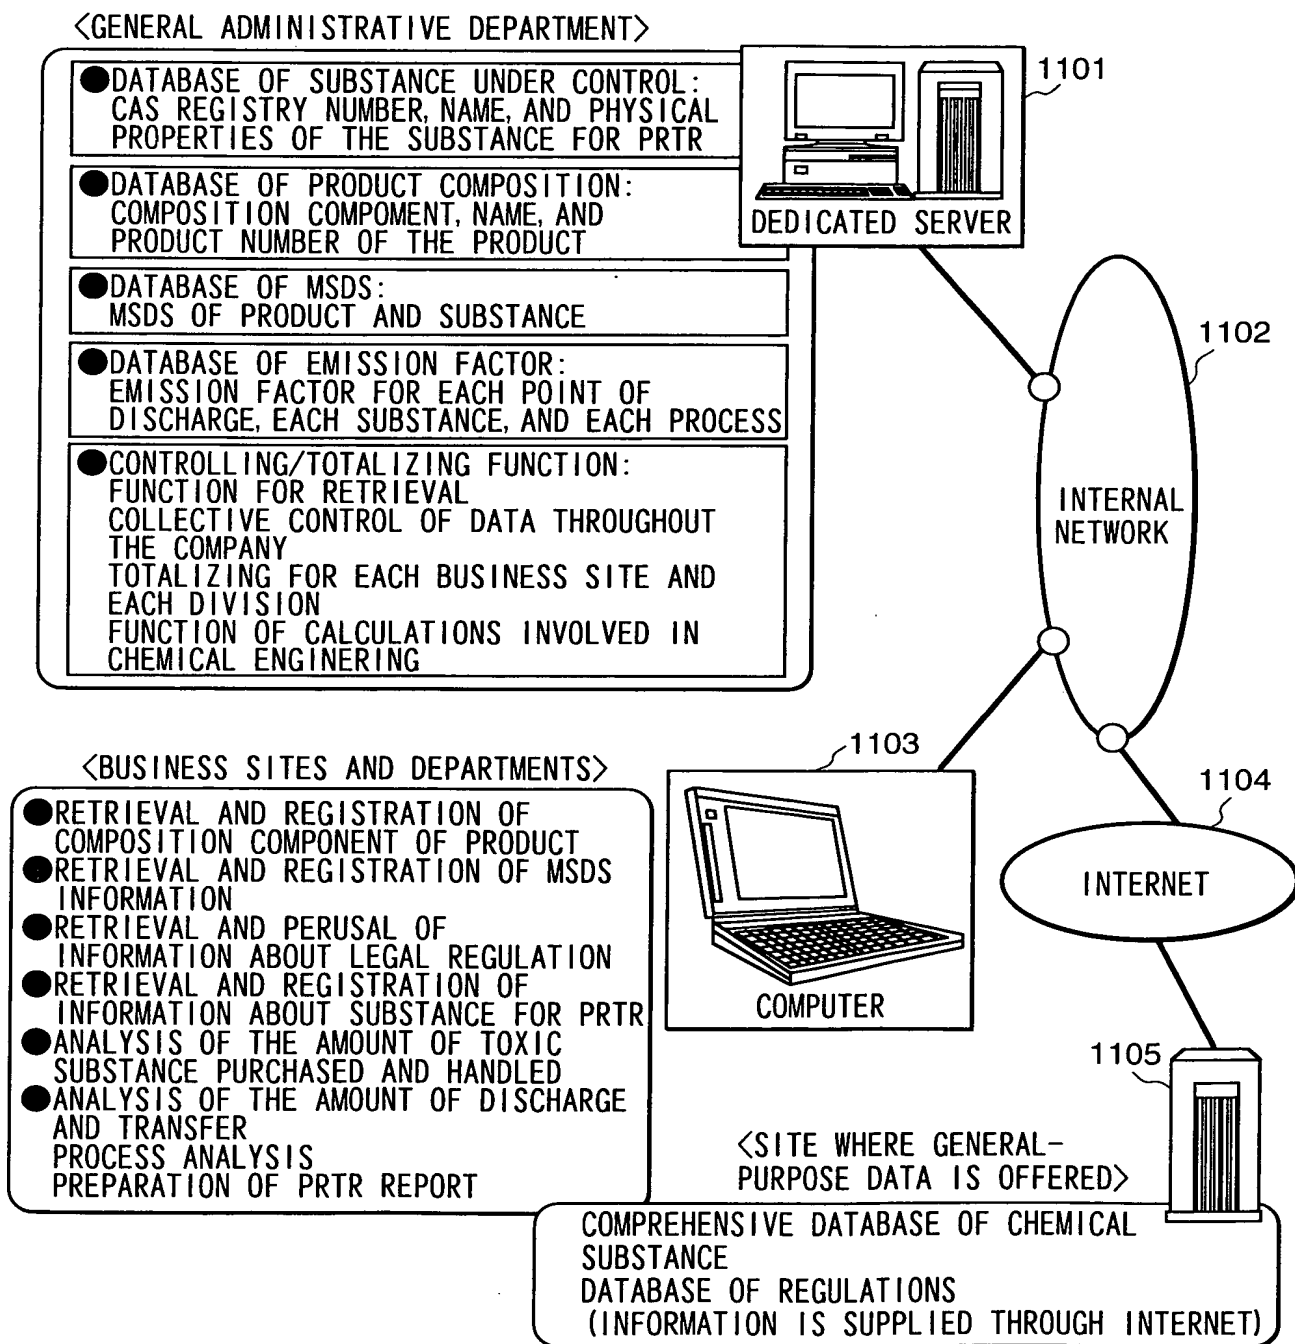 <GENERAL ADMINISTRATIVE DEPARTMENT>
●DATABASE OF SUBSTANCE UNDER CONTROL:
CAS REGISTRY NUMBER, NAME, AND PHYSICAL
PROPERTIES OF THE SUBSTANCE FOR PRTR
●DATABASE OF PRODUCT COMPOSITION:
COMPOSITION COMPOMENT, NAME, AND
PRODUCT NUMBER OF THE PRODUCT
●DATABASE OF MSDS:
MSDS OF PRODUCT AND SUBSTANCE
●DATABASE OF EMISSION FACTOR:
EMISSION FACTOR FOR EACH POINT OF
DISCHARGE, EACH SUBSTANCE, AND EACH PROCESS
●CONTROLLING/TOTALIZING FUNCTION:
FUNCTION FOR RETRIEVAL
COLLECTIVE CONTROL OF DATA THROUGHOUT
THE COMPANY
TOTALIZING FOR EACH BUSINESS SITE AND
EACH DIVISION
FUNCTION OF CALCULATIONS INVOLVED IN
CHEMICAL ENGINERING
1101
DEDICATED SERVER
1102
INTERNAL
NETWORK
<BUSINESS SITES AND DEPARTMENTS>
●RETRIEVAL AND REGISTRATION OF
COMPOSITION COMPONENT OF PRODUCT
●RETRIEVAL AND REGISTRATION OF MSDS
INFORMATION
●RETRIEVAL AND PERUSAL OF
INFORMATION ABOUT LEGAL REGULATION
●RETRIEVAL AND REGISTRATION OF
INFORMATION ABOUT SUBSTANCE FOR PRTR
●ANALYSIS OF THE AMOUNT OF TOXIC
SUBSTANCE PURCHASED AND HANDLED
●ANALYSIS OF THE AMOUNT OF DISCHARGE
AND TRANSFER
PROCESS ANALYSIS
PREPARATION OF PRTR REPORT
1103
COMPUTER
1104
INTERNET
1105
<SITE WHERE GENERAL-
PURPOSE DATA IS OFFERED>
COMPREHENSIVE DATABASE OF CHEMICAL
SUBSTANCE
DATABASE OF REGULATIONS
(INFORMATION IS SUPPLIED THROUGH INTERNET)